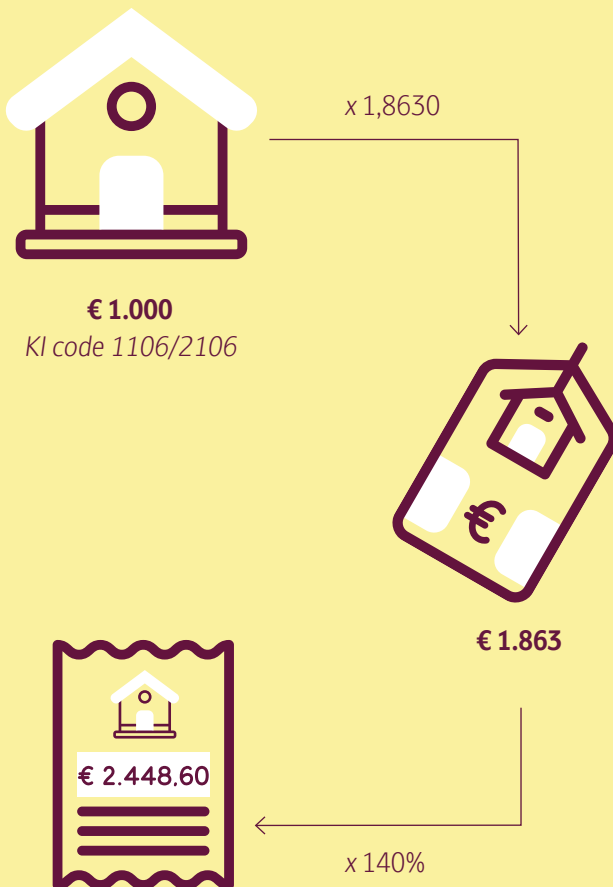 x 1,8630
€ 1.000
KI code 1106/2106
€
€ 1.863
€ 2.448,60
x 140%